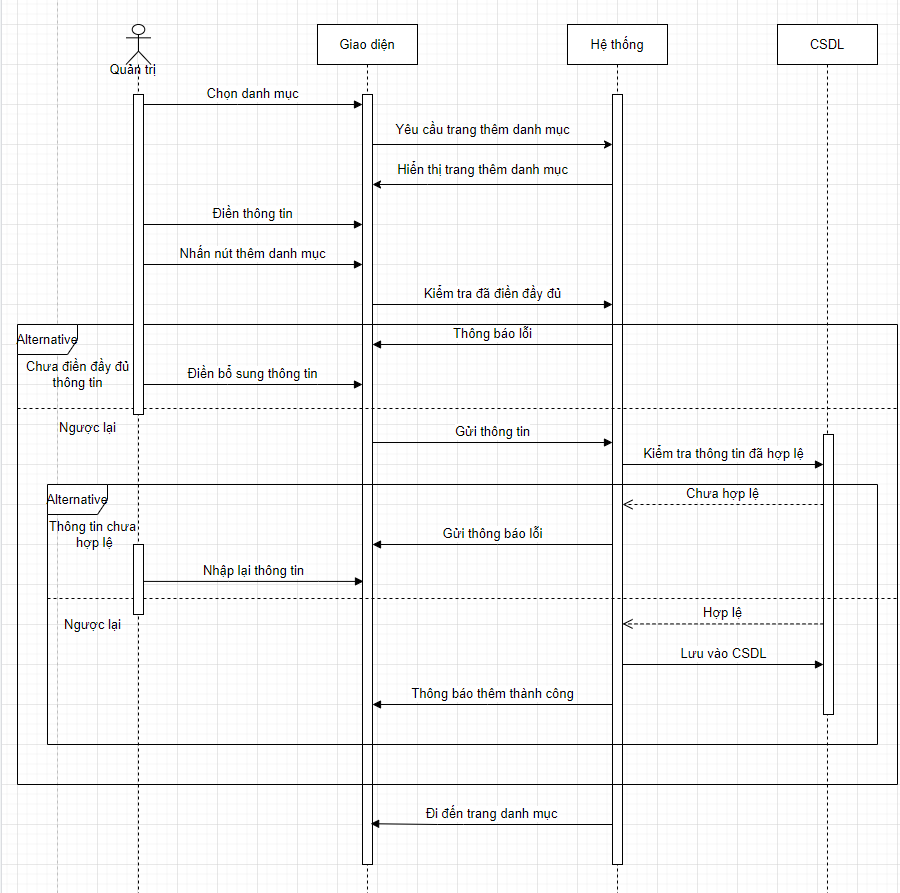 Giao diện
Hệ thống
CSDL
Quản trị
Chọn danh mục
Yêu cầu trang thêm danh mục
Hiển thị trang thêm danh mục
Điền thông tin
Nhấn nút thêm danh mục
Kiểm tra đã điền đầy đủ
Alternative
Thông báo lỗi
Chưa điền đầy đủ
thông tin
Điền bổ sung thông tin
Ngược lại
Gửi thông tin
Kiểm tra thông tin đã hợp lệ
Alternative
Chưa hợp lệ
Thông tin chưa
hợp lệ
Gửi thông báo lỗi
Nhập lại thông tin
Ngược lại
Hợp lệ
Lưu vào CSDL
Thông báo thêm thành công
Đi đến trang danh mục